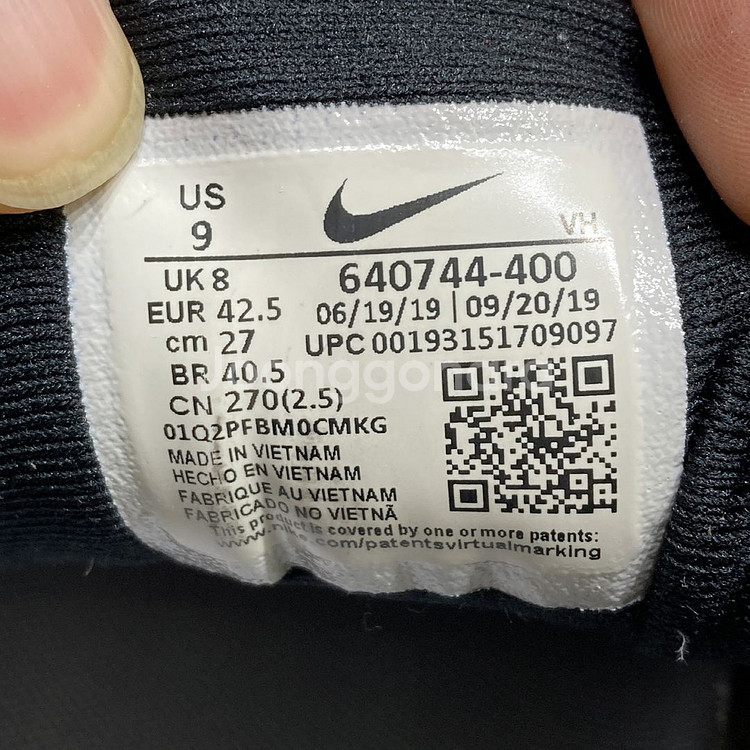 US
9
VH
UK 8
640744-400
EUR 42.5
06/19/19 | 09/20/19
cm 27
UPC 00193151709097
BR 40.5
CN 270(2.5)
01Q2PFBM0CMKG
MADE IN VIETNAM
HECHO EN VIETNAM
FABRIQUE AU VIETNAM
FABRICADO NO VIETNÃ
This product is covered by one or more patents:
www.nike.com/patentsvirtualmarking